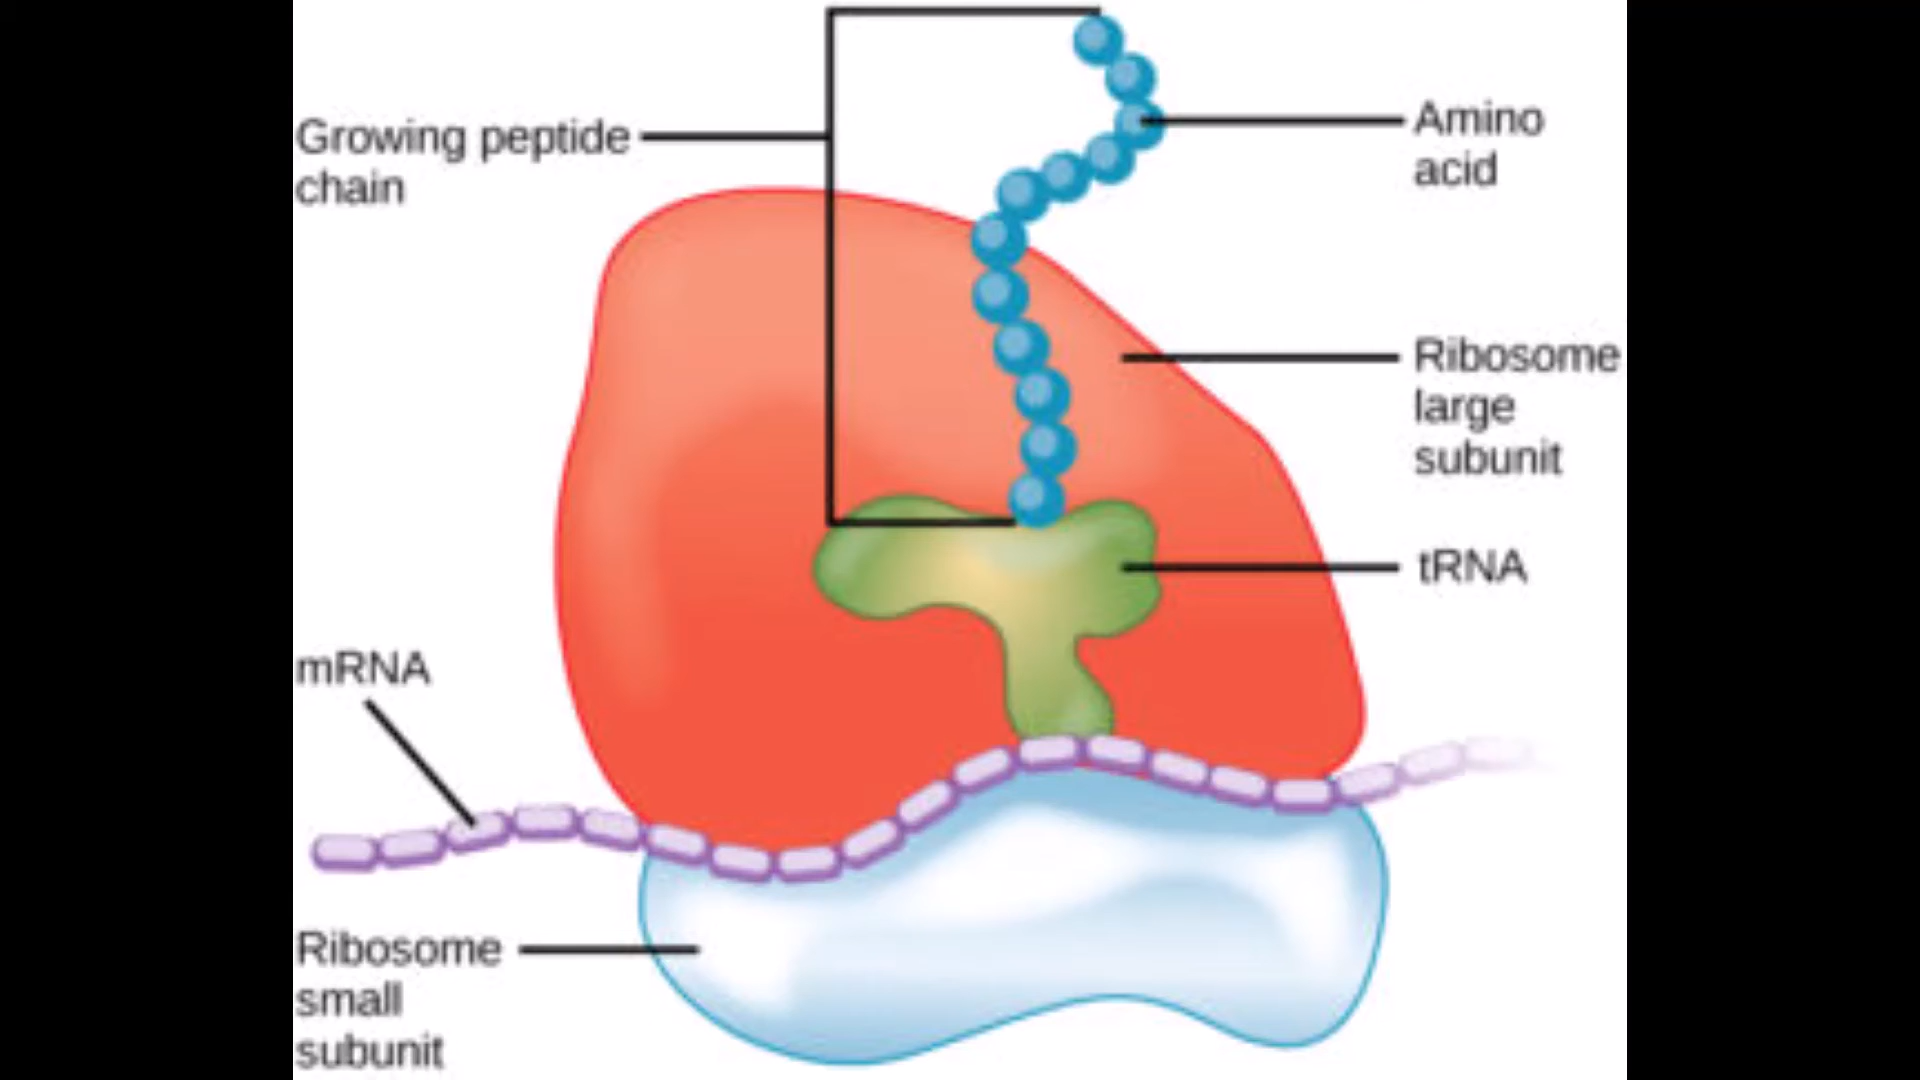 Growing peptide
chain
Amino
acid
Ribosome
large
subunit
tRNA
mRNA
Ribosome
small
subunit